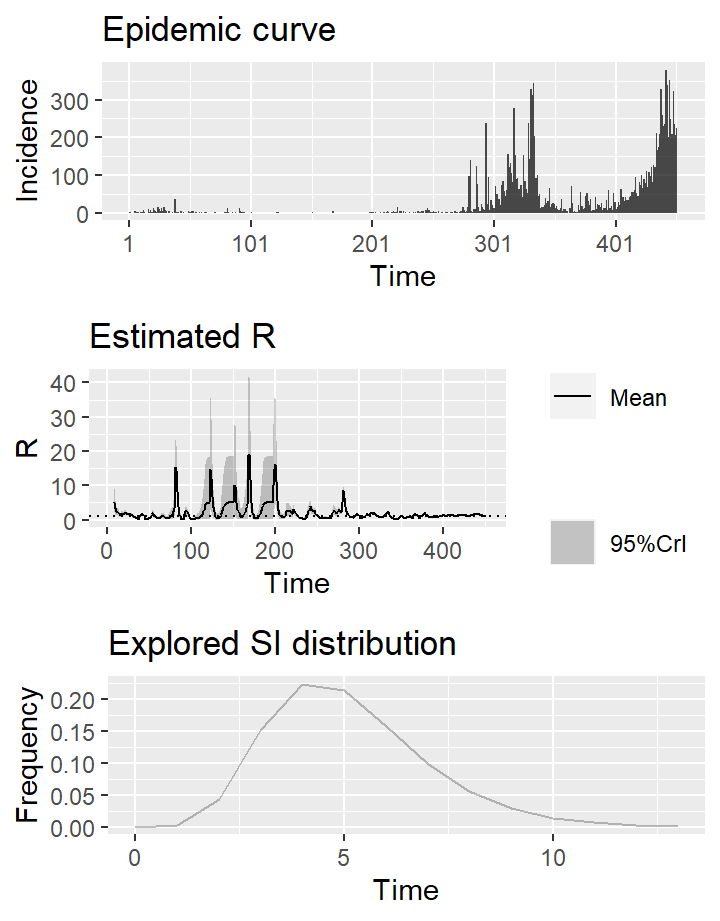 Epidemic curve
Incidence
300
200
100
0
1 101 201 301 401
Time
Estimated R
R
40
30
20
10
0
0 100 200 300 400
Time
Mean
95%CrI
Explored SI distribution
Frequency
0.20
0.15
0.10
0.05
0.00
0 5 10
Time